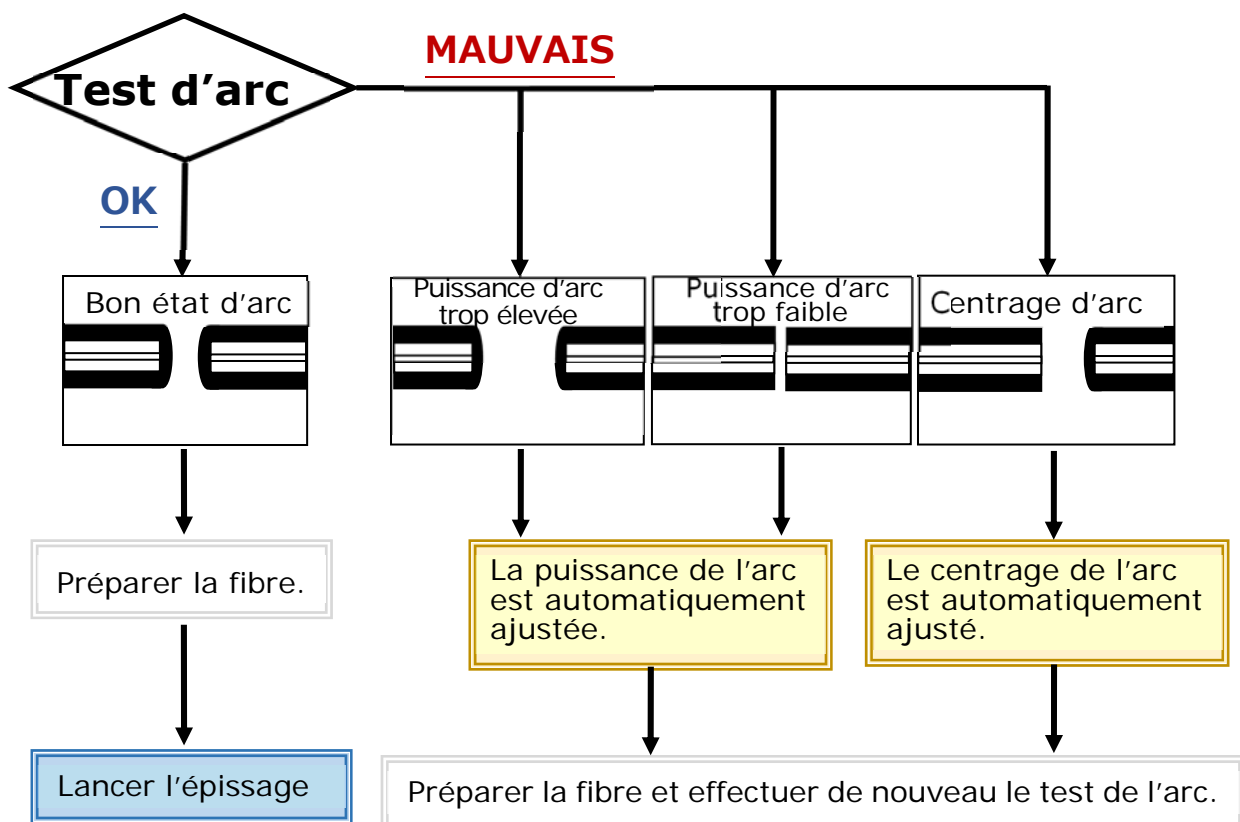 MAUVAIS
Test d’arc
OK
Bon état d’arc
Puissance d’arc
trop élevée
Puissance d’arc
trop faible
Centrage d’arc
Préparer la fibre.
La puissance de l’arc
est automatiquement
ajustée.
Le centrage de l’arc
est automatiquement
ajusté.
Lancer l’épissage
Préparer la fibre et effectuer de nouveau le test de l’arc.